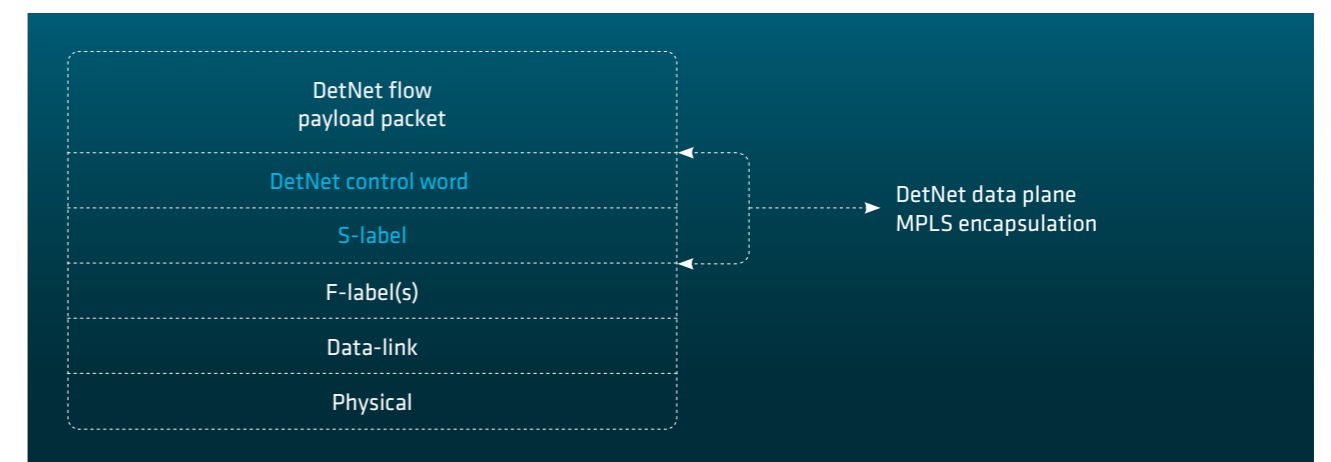 DetNet flow
payload packet
DetNet control word
S-label
F-label(s)
Data-link
Physical
DetNet data plane
MPLS encapsulation